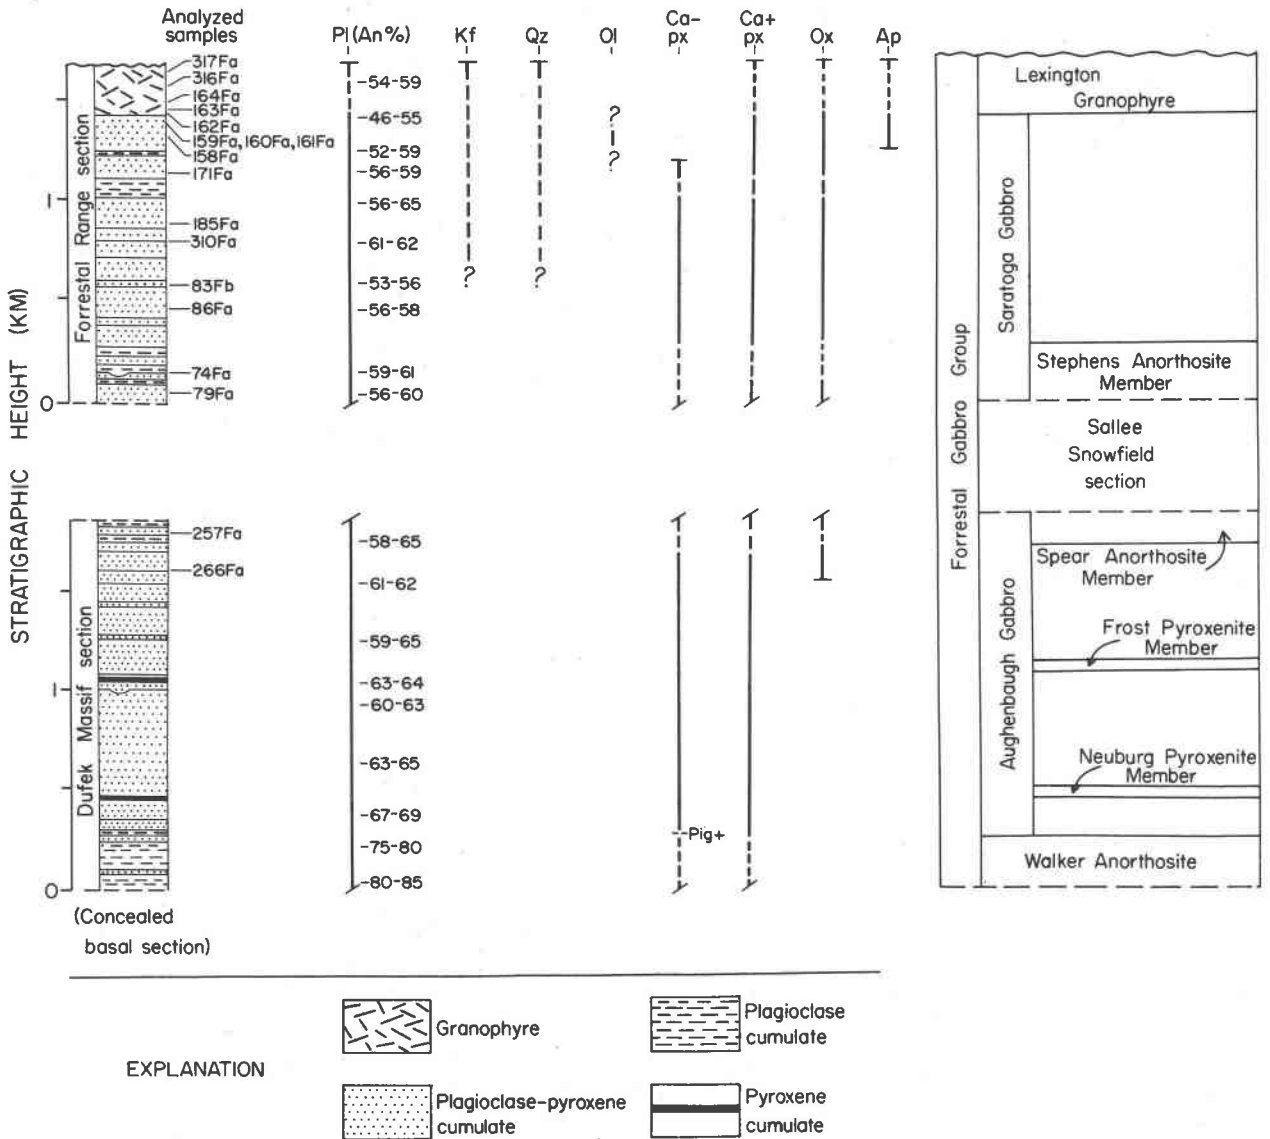 Analyzed
samples
Pl (An %)
Kf
Qz
Ol
Ca-
px
Ca+
px
Ox
Ap
STRATIGRAPHIC HEIGHT (KM)
Forrestal Range section
1
0
317Fa
316Fa
164Fa
163Fa
162Fa
159Fa, 160Fa, 161Fa
158Fa
171Fa
185Fa
310Fa
83Fb
86Fa
74Fa
79Fa
-54-59
-46-55
-52-59
-56-59
-56-65
-61-62
-53-56
-56-58
-59-61
-56-60
?
?
?
?
Dufek Massif section
1
0
257Fa
266Fa
-58-65
-61-62
-59-65
-63-64
-60-63
-63-65
-67-69
-75-80
-80-85
-Pig+
(Concealed
basal section)
Forrestal Gabbro Group
Lexington
Granophyre
Saratoga Gabbro
Stephens Anorthosite
Member
Sallee
Snowfield
section
Aughenbaugh Gabbro
Spear Anorthosite
Member
Frost Pyroxenite
Member
Neuburg Pyroxenite
Member
Walker Anorthosite
EXPLANATION
Granophyre
Plagioclase
cumulate
Plagioclase-pyroxene
cumulate
Pyroxene
cumulate